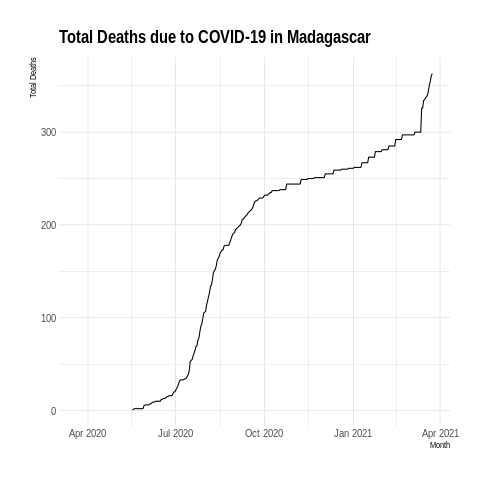 Total Deaths due to COVID-19 in Madagascar
Total Deaths
300
200
100
0
Apr 2020 Jul 2020 Oct 2020 Jan 2021 Apr 2021
Month